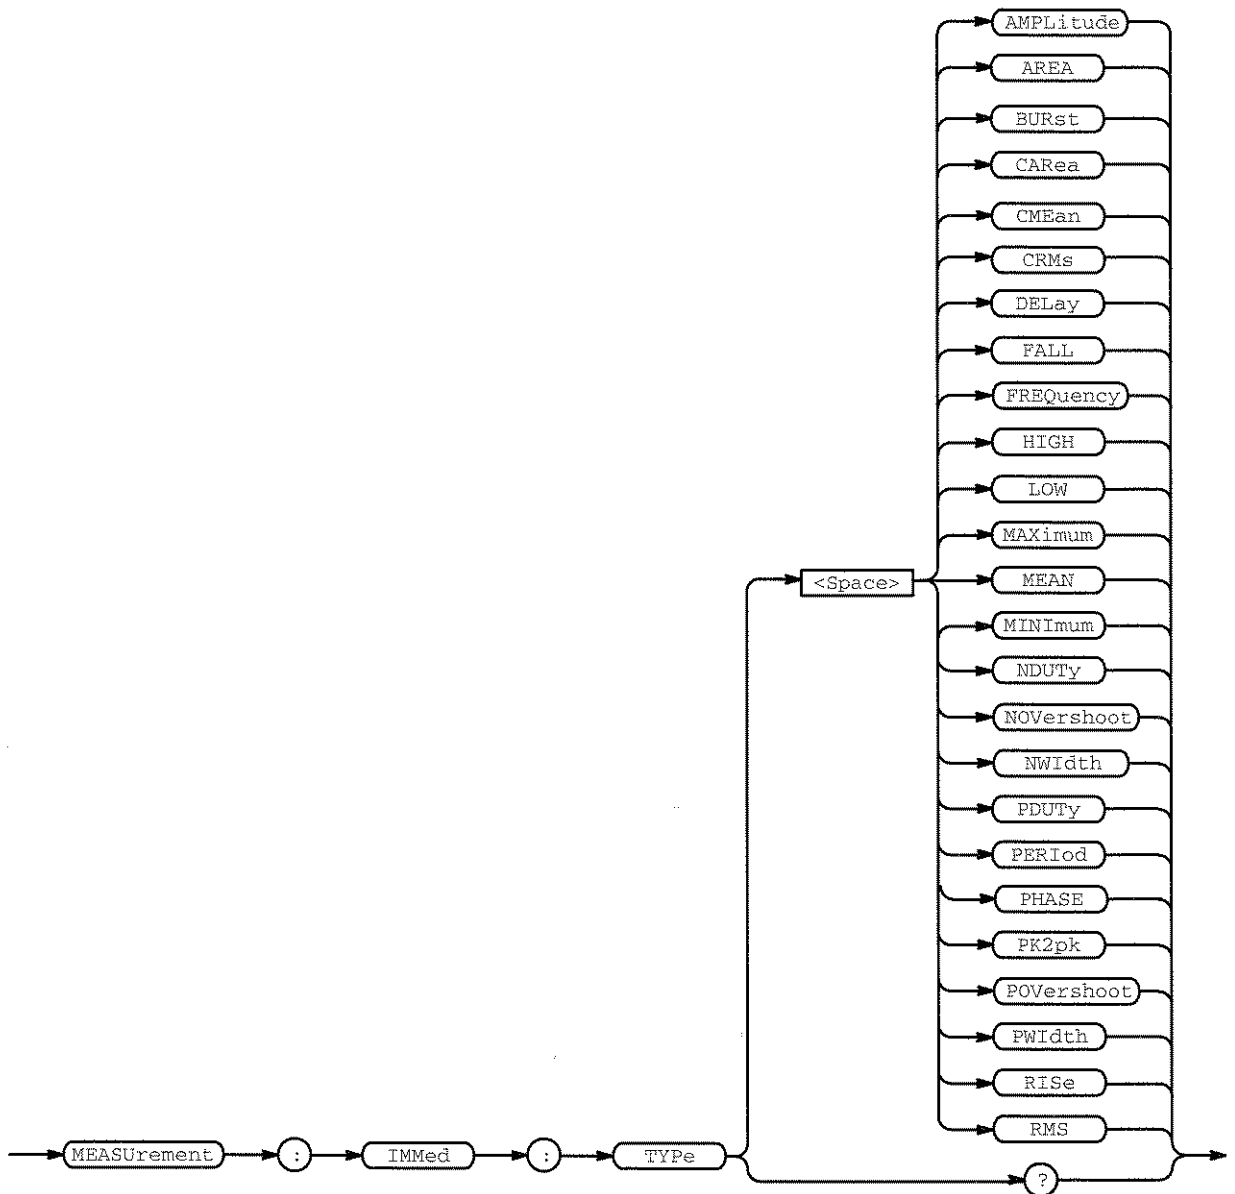 AMPLitude
AREA
BURst
CARea
CMEan
CRMs
DELay
FALL
FREQuency
HIGH
LOW
MAXimum
<Space>
MEAN
MINImum
NDUTy
NOVershoot
NWIdth
PDUTy
PERIod
PHASE
PK2pk
POVershoot
PWIdth
RISe
RMS
MEASUrement : IMMed : TYPe
?